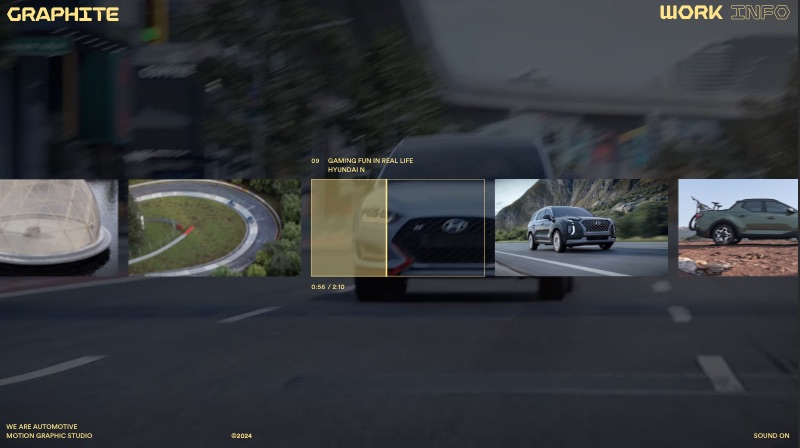 GRAPHITE
WORK INFO
09 GAMING FUN IN REAL LIFE
HYUNDAI N
0:56 / 2:10
WE ARE AUTOMOTIVE
MOTION GRAPHIC STUDIO
©2024
SOUND ON